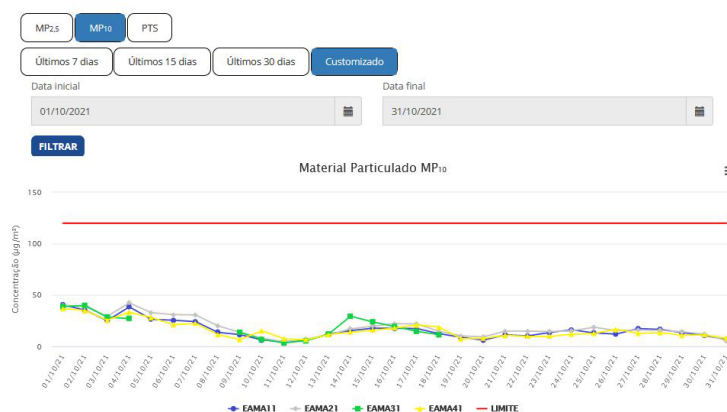 MP2,5 MP10 PTS
Últimos 7 dias Últimos 15 dias Últimos 30 dias Customizado
Data inicial Data final
01/10/2021 31/10/2021
FILTRAR
Material Particulado MP10
Concentração (µg/m³)
150
100
50
0
01/10/21 02/10/21 03/10/21 04/10/21 05/10/21 06/10/21 07/10/21 08/10/21 09/10/21 10/10/21 11/10/21 12/10/21 13/10/21 14/10/21 15/10/21 16/10/21 17/10/21 18/10/21 19/10/21 20/10/21 21/10/21 22/10/21 23/10/21 24/10/21 25/10/21 26/10/21 27/10/21 28/10/21 29/10/21 30/10/21 31/10/21
EAMA11 EAMA21 EAMA31 EAMA41 LIMITE